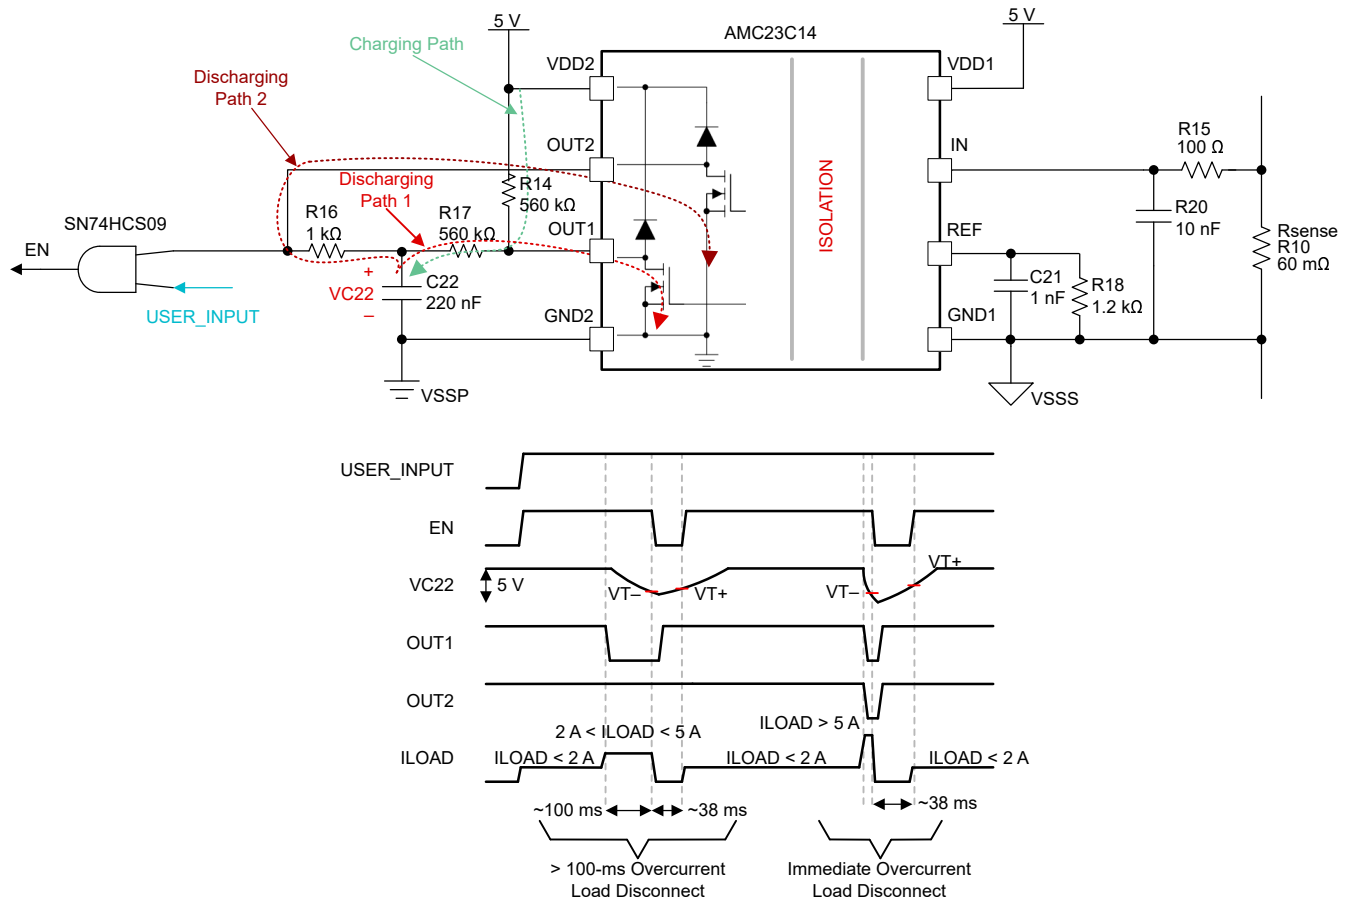 5 V
AMC23C14
5 V
Charging Path
VDD2
VDD1
Discharging
Path 2
OUT2
IN
R15
100 Ω
Discharging
Path 1
R14
560 kΩ
ISOLATION
SN74HCS09
R16
1 kΩ
R17
560 kΩ
OUT1
REF
R20
10 nF
Rsense
R10
60 mΩ
EN
+
VC22
–
C22
220 nF
C21
1 nF
R18
1.2 kΩ
USER_INPUT
GND2
GND1
VSSP
VSSS
USER_INPUT
EN
VC22
5 V
VT–
VT+
VT–
VT+
OUT1
OUT2
ILOAD > 5 A
2 A < ILOAD < 5 A
ILOAD
ILOAD < 2 A
ILOAD < 2 A
ILOAD < 2 A
~100 ms
~38 ms
~38 ms
> 100-ms Overcurrent
Load Disconnect
Immediate Overcurrent
Load Disconnect